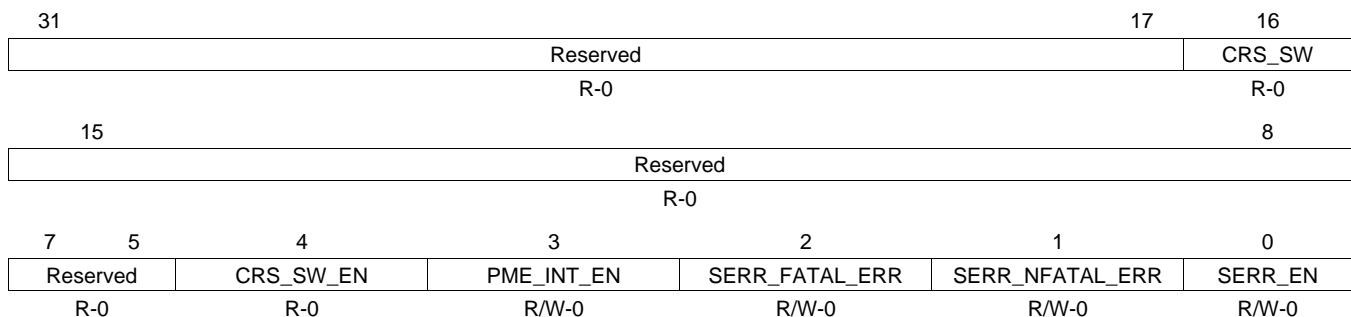 31 17 16
Reserved CRS_SW
R-0 R-0
15 8
Reserved
R-0
7 5 4 3 2 1 0
Reserved CRS_SW_EN PME_INT_EN SERR_FATAL_ERR SERR_NFATAL_ERR SERR_EN
R-0 R-0 R/W-0 R/W-0 R/W-0 R/W-0